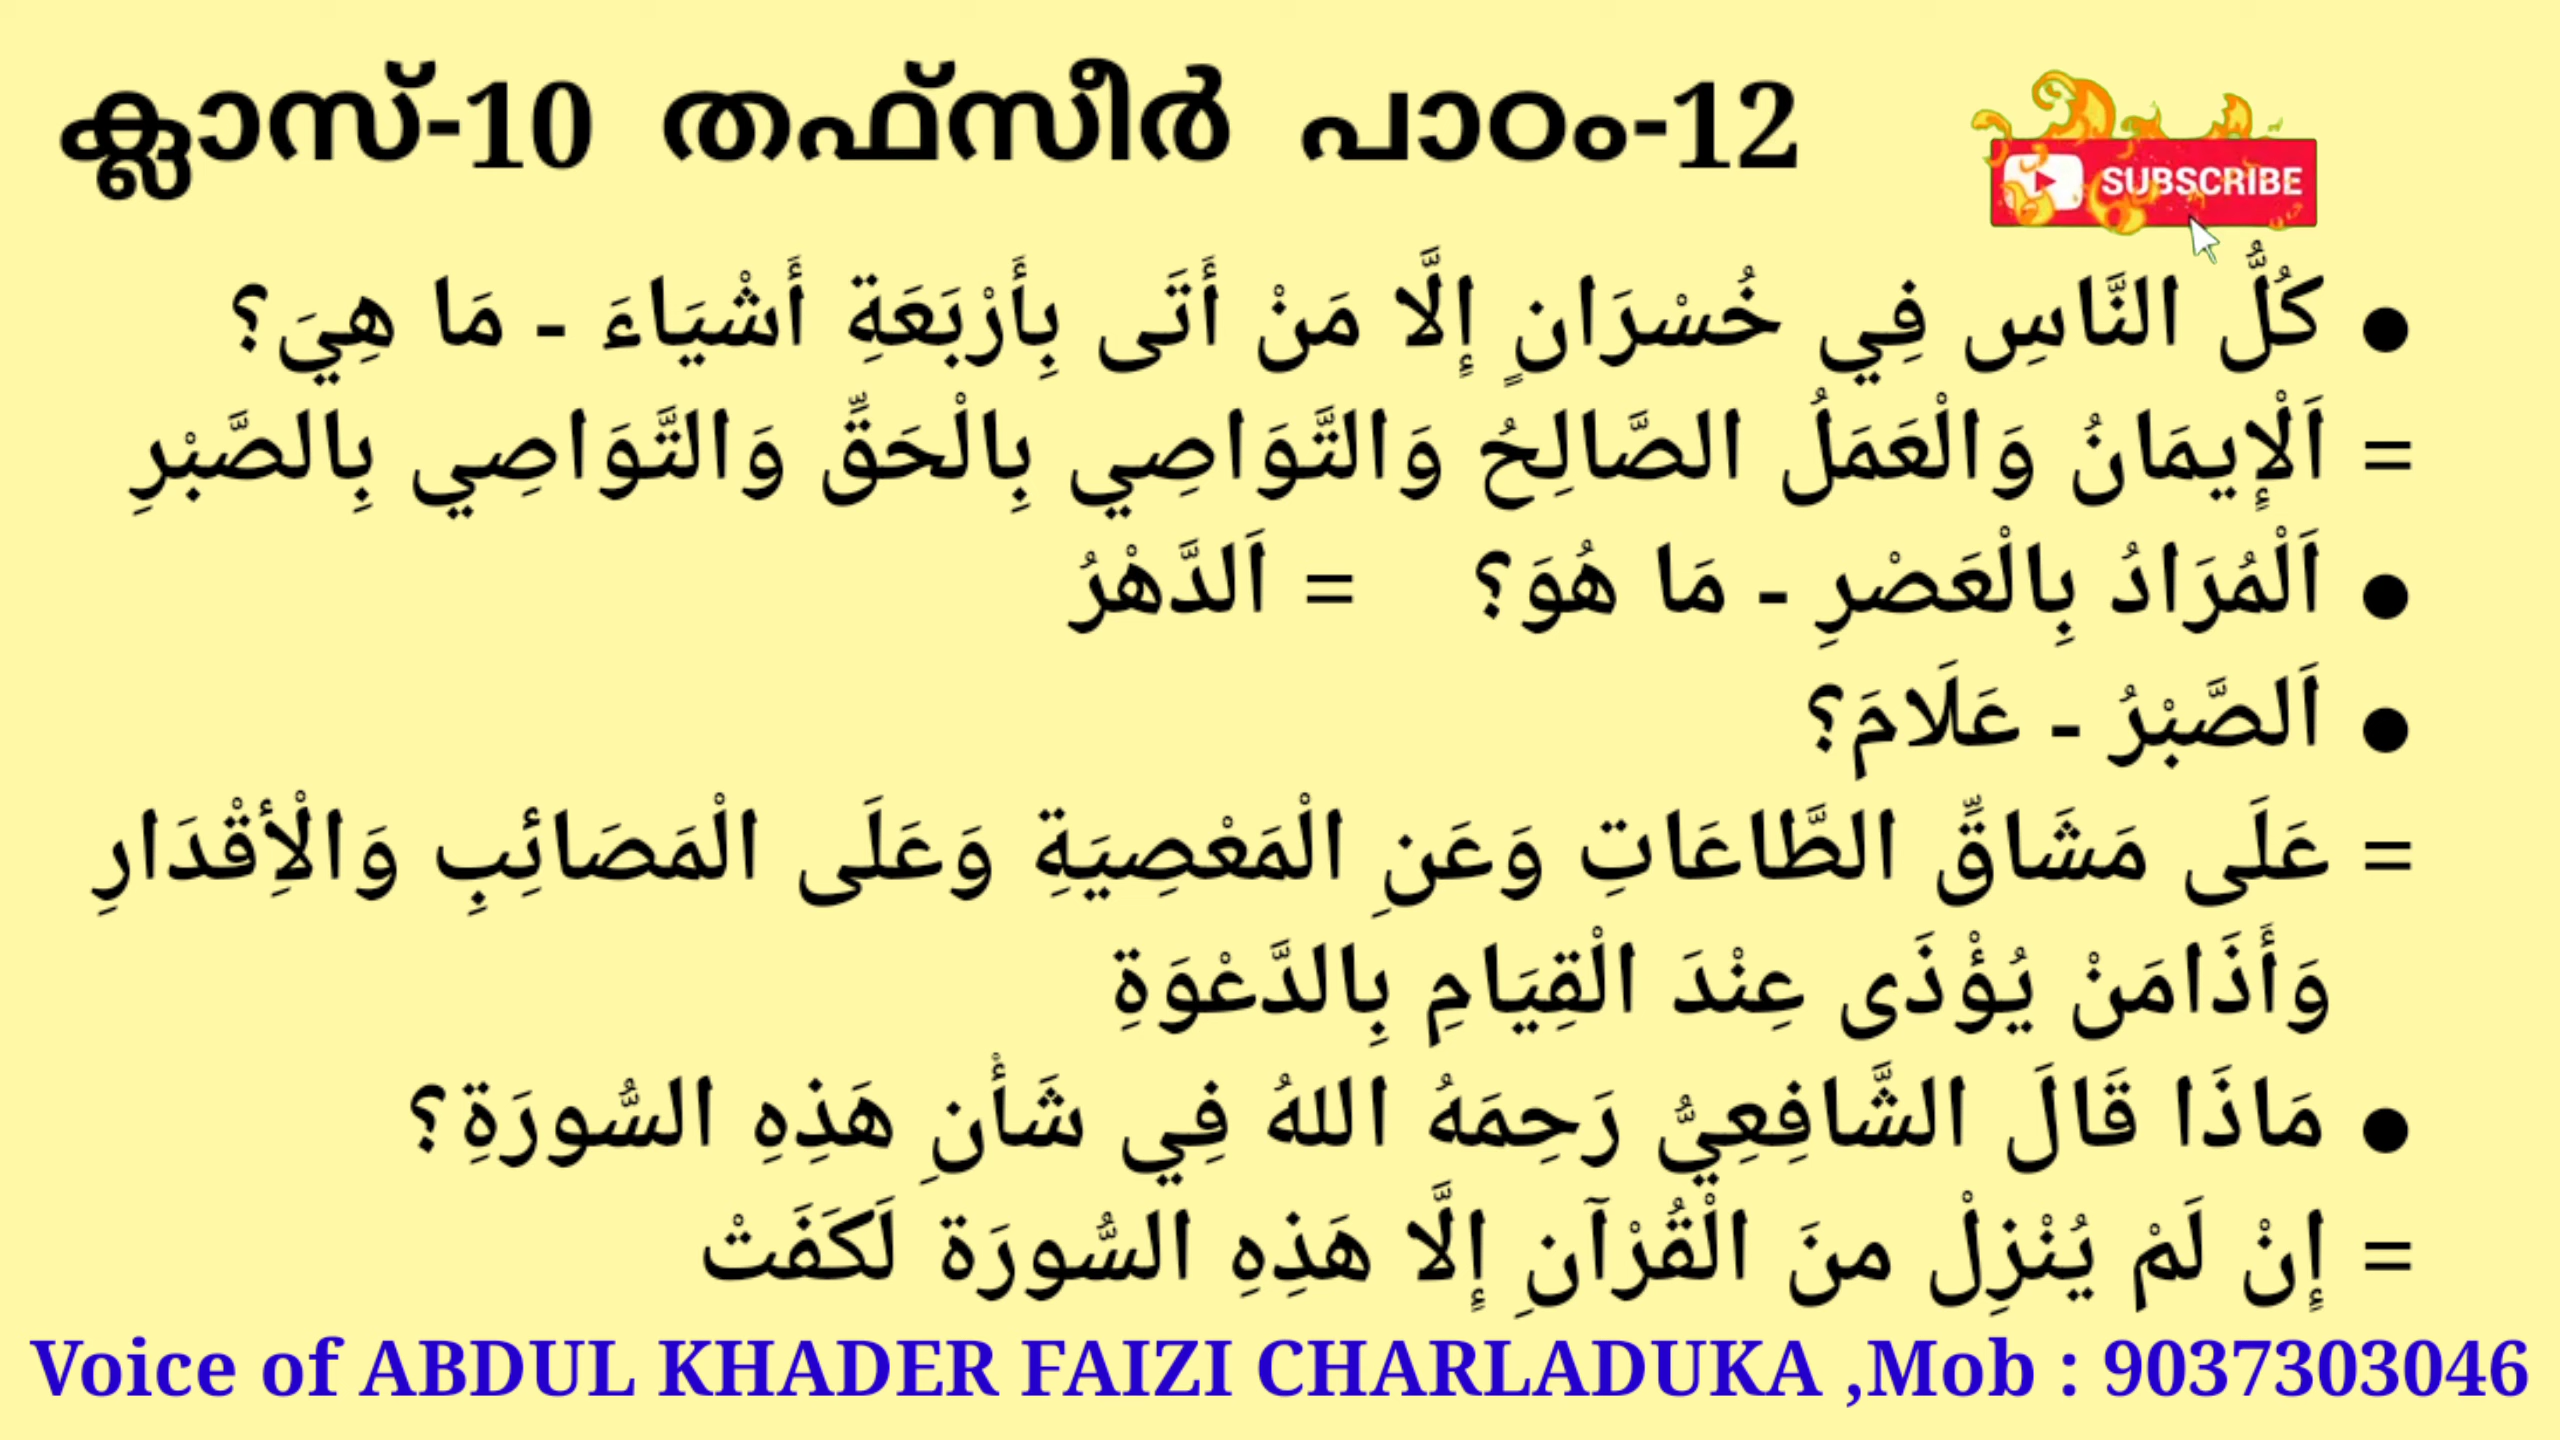 ക്ലാസ്-10 തഫ്സീർ പാഠം-12
SUBSCRIBE
● كُلُّ النَّاسِ فِي خُسْرَانٍ إِلَّا مَنْ أَتَى بِأَرْبَعَةِ أَشْيَاءَ - مَا هِيَ؟
= اَلْإِيمَانُ وَالْعَمَلُ الصَّالِحُ وَالتَّوَاصِي بِالْحَقِّ وَالتَّوَاصِي بِالصَّبْرِ
● اَلْمُرَادُ بِالْعَصْرِ - مَا هُوَ؟ = اَلدَّهْرُ
● اَلصَّبْرُ - عَلَامَ؟
= عَلَى مَشَاقِّ الطَّاعَاتِ وَعَنِ الْمَعْصِيَةِ وَعَلَى الْمَصَائِبِ وَالْأِقْدَارِ
وَأَذَامَنْ يُؤْذَى عِنْدَ الْقِيَامِ بِالدَّعْوَةِ
● مَاذَا قَالَ الشَّافِعِيُّ رَحِمَهُ اللهُ فِي شَأْنِ هَذِهِ السُّورَةِ؟
= إِنْ لَمْ يُنْزِلْ منَ الْقُرْآنِ إِلَّا هَذِهِ السُّورَة لَكَفَتْ
Voice of ABDUL KHADER FAIZI CHARLADUKA ,Mob : 9037303046